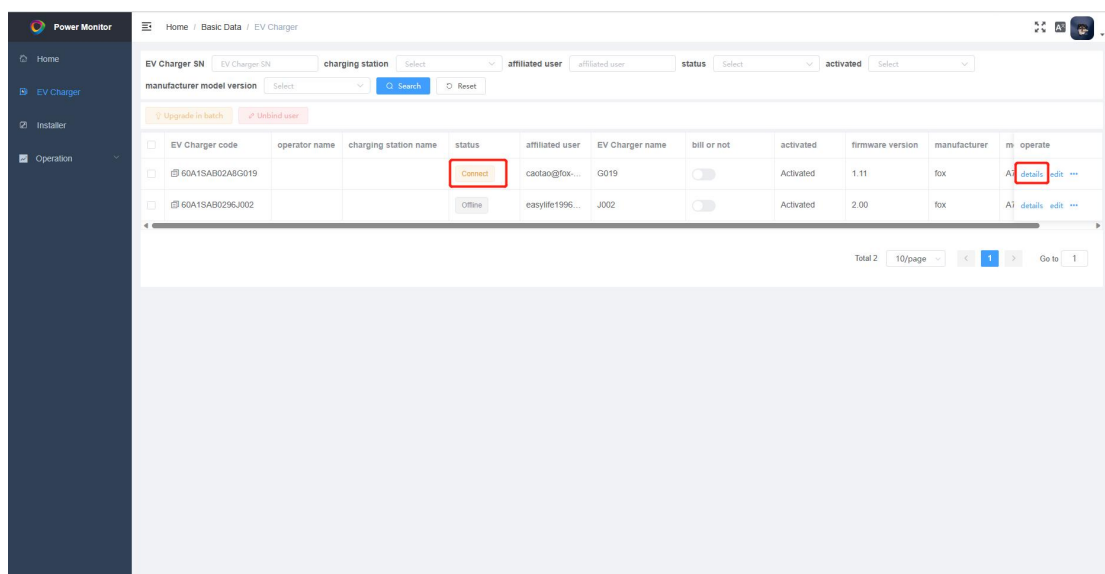 Power Monitor
Home / Basic Data / EV Charger
Home
EV Charger
Installer
Operation
EV Charger SN EV Charger SN charging station Select affiliated user affiliated user status Select activated Select
manufacturer model version Select Search Reset
Upgrade in batch Unbind user
EV Charger code operator name charging station name status affiliated user EV Charger name bill or not activated firmware version manufacturer m operate
60A1SAB02A8G019 Connect caotao@fox-... G019 Activated 1.11 fox A7 details edit ···
60A1SAB0296J002 Offline easylife1996... J002 Activated 2.00 fox A7 details edit ···
Total 2 10/page < 1 > Go to 1